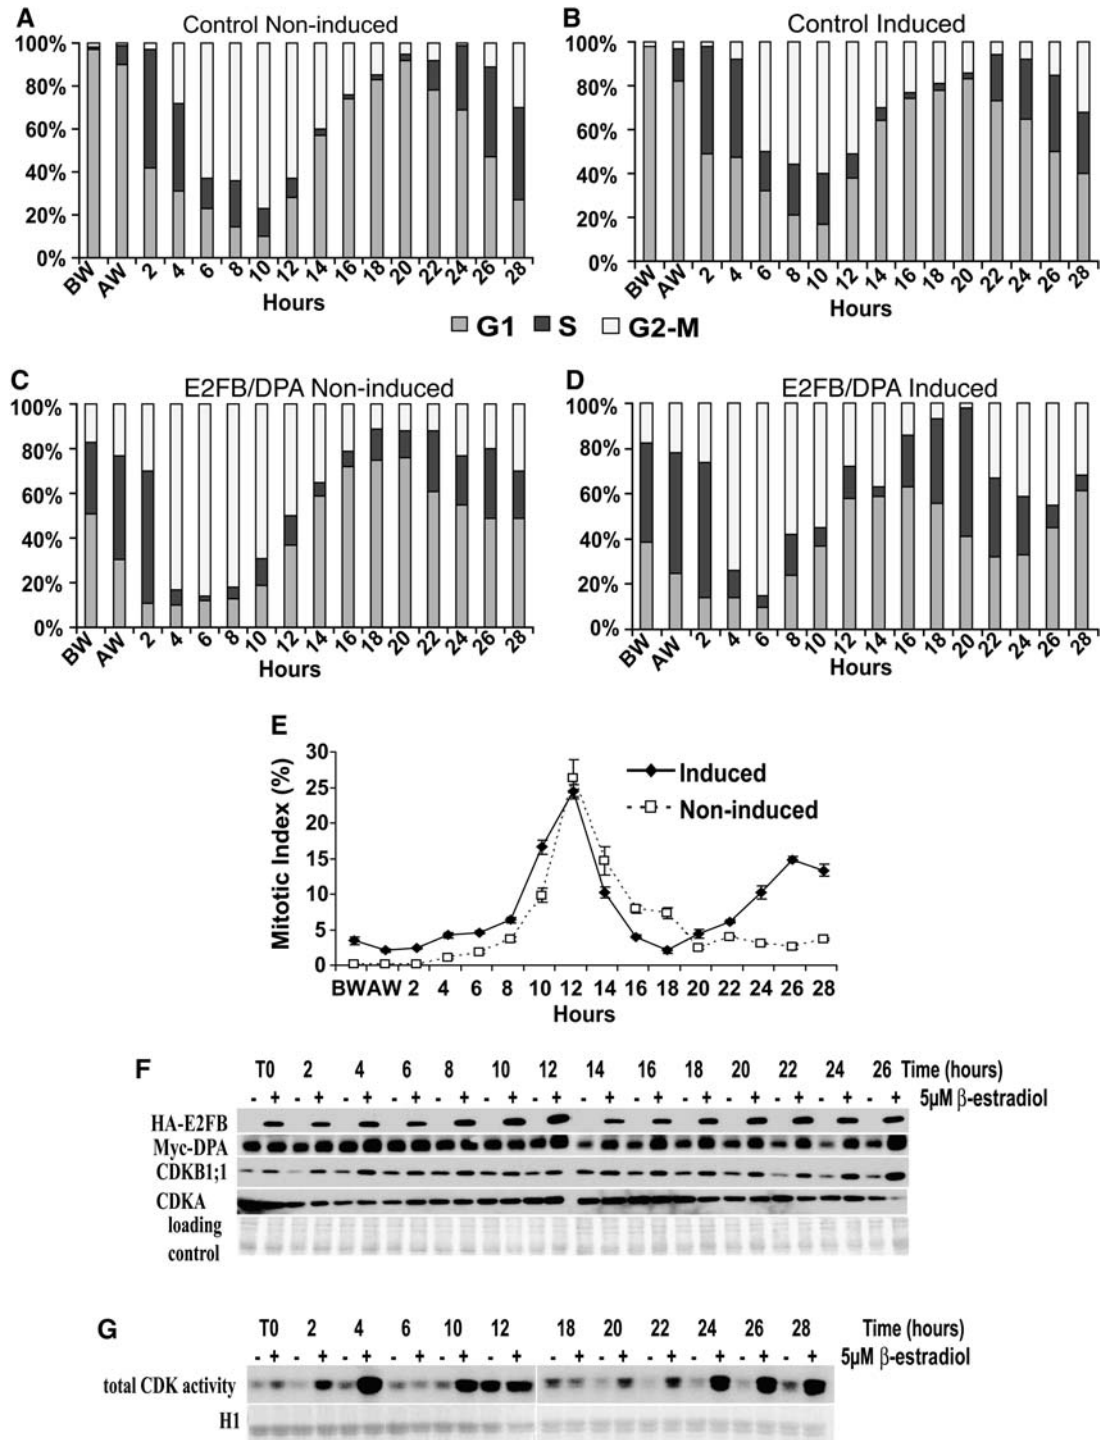 A
Control Non-induced
100%
80%
60%
40%
20%
0%
BW AW 2 4 6 8 10 12 14 16 18 20 22 24 26 28
Hours
B
Control Induced
100%
80%
60%
40%
20%
0%
BW AW 2 4 6 8 10 12 14 16 18 20 22 24 26 28
Hours
G1 S G2-M
C
E2FB/DPA Non-induced
100%
80%
60%
40%
20%
0%
BW AW 2 4 6 8 10 12 14 16 18 20 22 24 26 28
Hours
D
E2FB/DPA Induced
100%
80%
60%
40%
20%
0%
BW AW 2 4 6 8 10 12 14 16 18 20 22 24 26 28
Hours
E
Mitotic Index (%)
30
25
20
15
10
5
0
Induced
Non-induced
BW AW 2 4 6 8 10 12 14 16 18 20 22 24 26 28
Hours
F
T0 2 4 6 8 10 12 14 16 18 20 22 24 26 Time (hours)
- + - + - + - + - + - + - + - + - + - + - + - + - + - + 5µM β-estradiol
HA-E2FB
Myc-DPA
CDKB1;1
CDKA
loading
control
G
T0 2 4 6 10 12 18 20 22 24 26 28 Time (hours)
- + - + - + - + - + - + - + - + - + - + - + - + 5µM β-estradiol
total CDK activity
H1